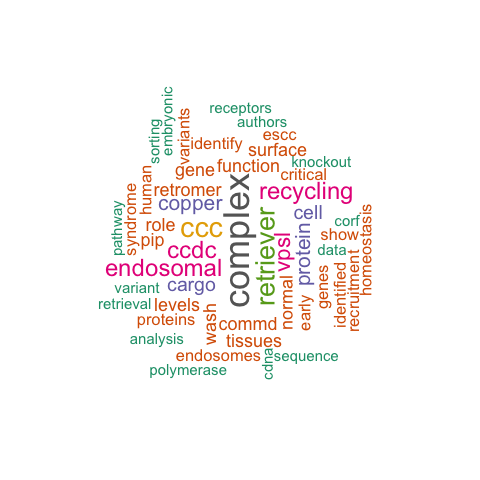 receptors
authors
embryonic
sorting
variants
identify
escc
surface
knockout
gene
function
critical
human
retromer
recycling
syndrome
copper
complex
retriever
cell
corf
homeostasis
pathway
role
ccc
vpsl
protein
show
pip
ccdc
data
endosomal
variant
cargo
normal
genes
identified
recruitment
retrieval
levels
early
proteins
wash
commd
analysis
tissues
endosomes
cdna
sequence
polymerase